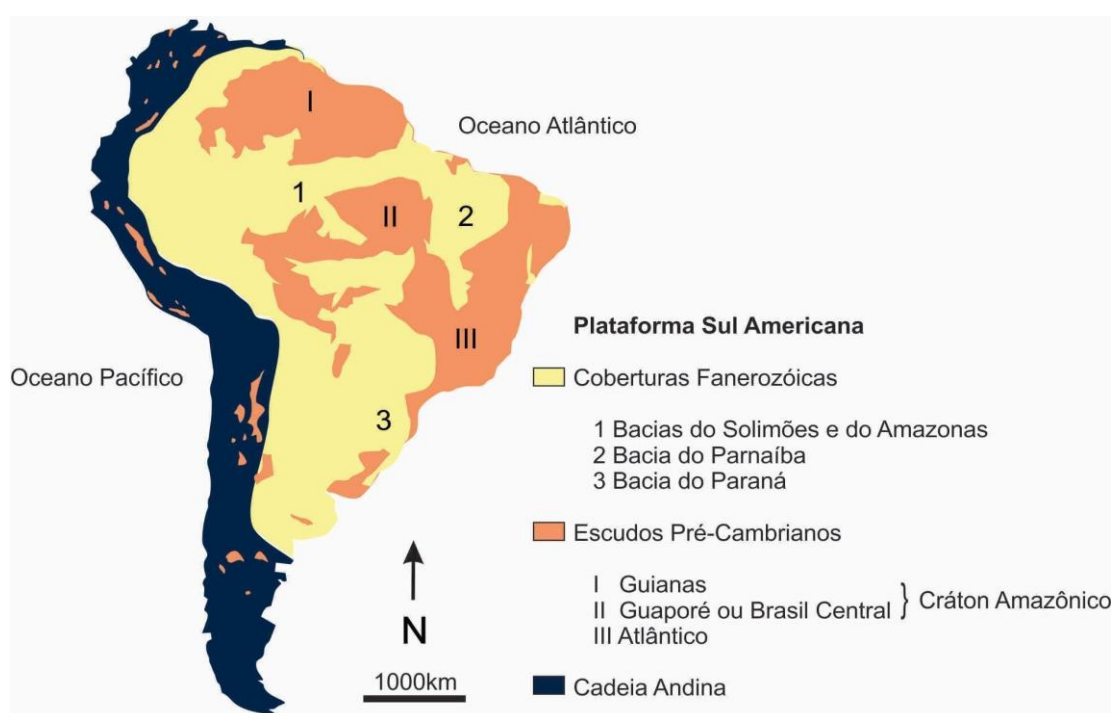 I
Oceano Atlântico
1
II
2
Plataforma Sul Americana
III
Oceano Pacífico
Coberturas Fanerozóicas
3
1 Bacias do Solimões e do Amazonas
2 Bacia do Parnaíba
3 Bacia do Paraná
Escudos Pré-Cambrianos
I Guianas
II Guaporé ou Brasil Central } Cráton Amazônico
III Atlântico
N
1000km
Cadeia Andina